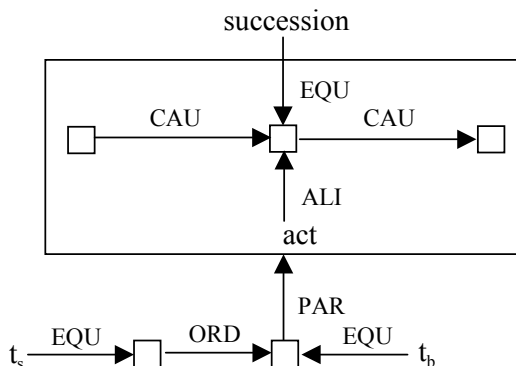 succession
EQU
CAU CAU
ALI
act
PAR
EQU ORD EQU
t_s t_b